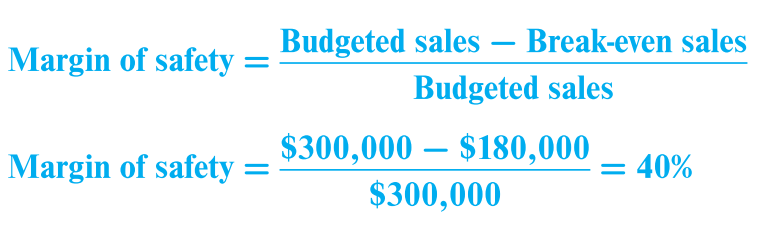 Margin of safety = Budgeted sales – Break-even sales
Budgeted sales
Margin of safety = $300,000 – $180,000 = 40%
$300,000